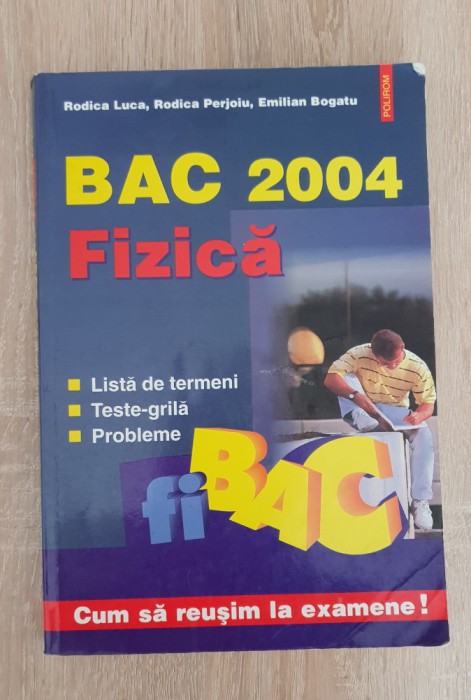 Rodica Luca, Rodica Perjoiu, Emilian Bogatu
POLIROM
BAC 2004
Fizică
Listă de termeni
Teste-grilă
Probleme
fi BAC
Cum să reuşim la examene!